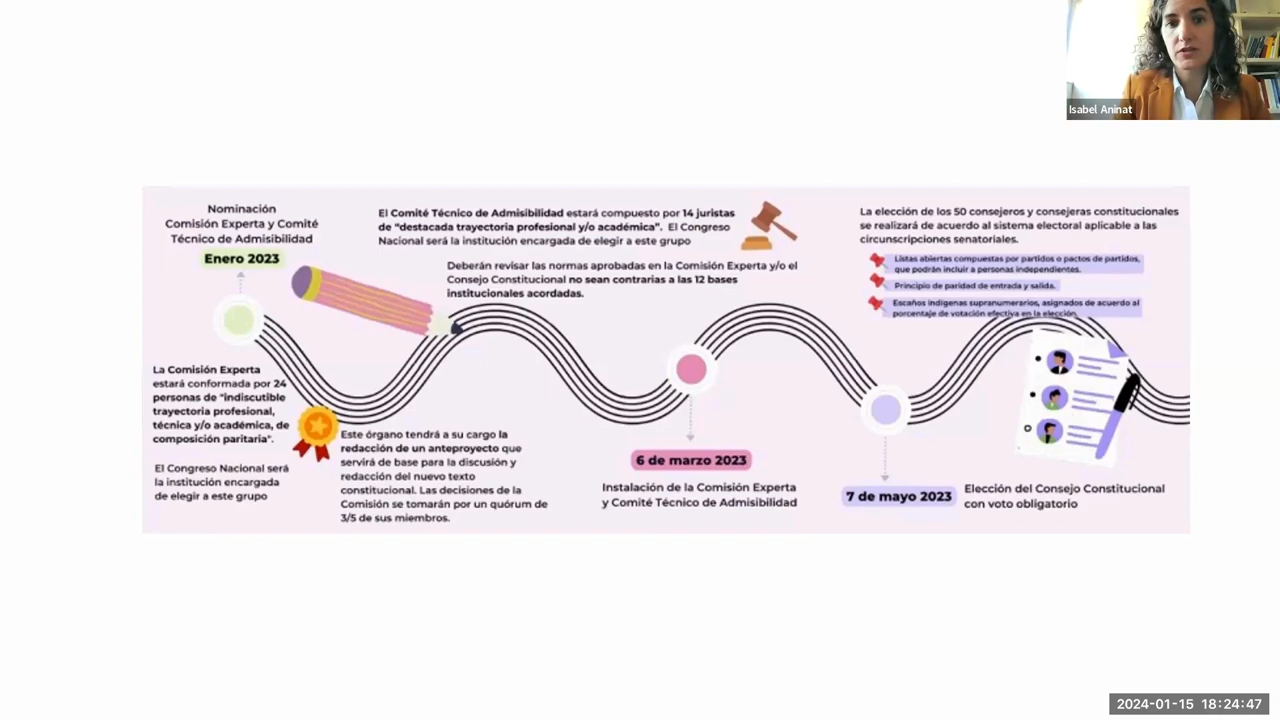 Isabel Aninat
Nominación
Comisión Experta y Comité
Técnico de Admisibilidad
Enero 2023
La Comisión Experta
estará conformada por 24
personas de "indiscutible
trayectoria profesional,
técnica y/o académica, de
composición paritaria".
El Congreso Nacional será
la institución encargada
de elegir a este grupo
Este órgano tendrá a su cargo la
redacción de un anteproyecto que
servirá de base para la discusión y
redacción del nuevo texto
constitucional. Las decisiones de la
Comisión se tomarán por un quórum de
3/5 de sus miembros.
El Comité Técnico de Admisibilidad estará compuesto por 14 juristas
de "destacada trayectoria profesional y/o académica". El Congreso
Nacional será la institución encargada de elegir a este grupo
Deberán revisar las normas aprobadas en la Comisión Experta y/o el
Consejo Constitucional no sean contrarias a las 12 bases
institucionales acordadas.
6 de marzo 2023
Instalación de la Comisión Experta
y Comité Técnico de Admisibilidad
La elección de los 50 consejeros y consejeras constitucionales
se realizará de acuerdo al sistema electoral aplicable a las
circunscripciones senatoriales.
Listas abiertas compuestas por partidos o pactos de partidos,
que podrán incluir a personas independientes.
Principio de paridad de entrada y salida.
Escaños indígenas supranumerarios, asignados de acuerdo al
porcentaje de votación efectiva en la elección.
7 de mayo 2023
Elección del Consejo Constitucional
con voto obligatorio
2024-01-15 18:24:47